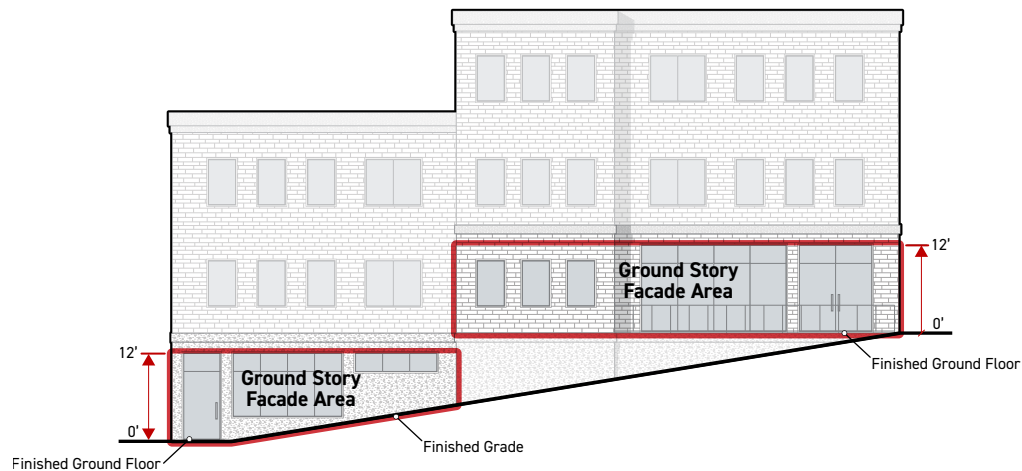 12'
Ground Story
Facade Area
0'
Finished Ground Floor
12'
Ground Story
Facade Area
0'
Finished Ground Floor
Finished Grade